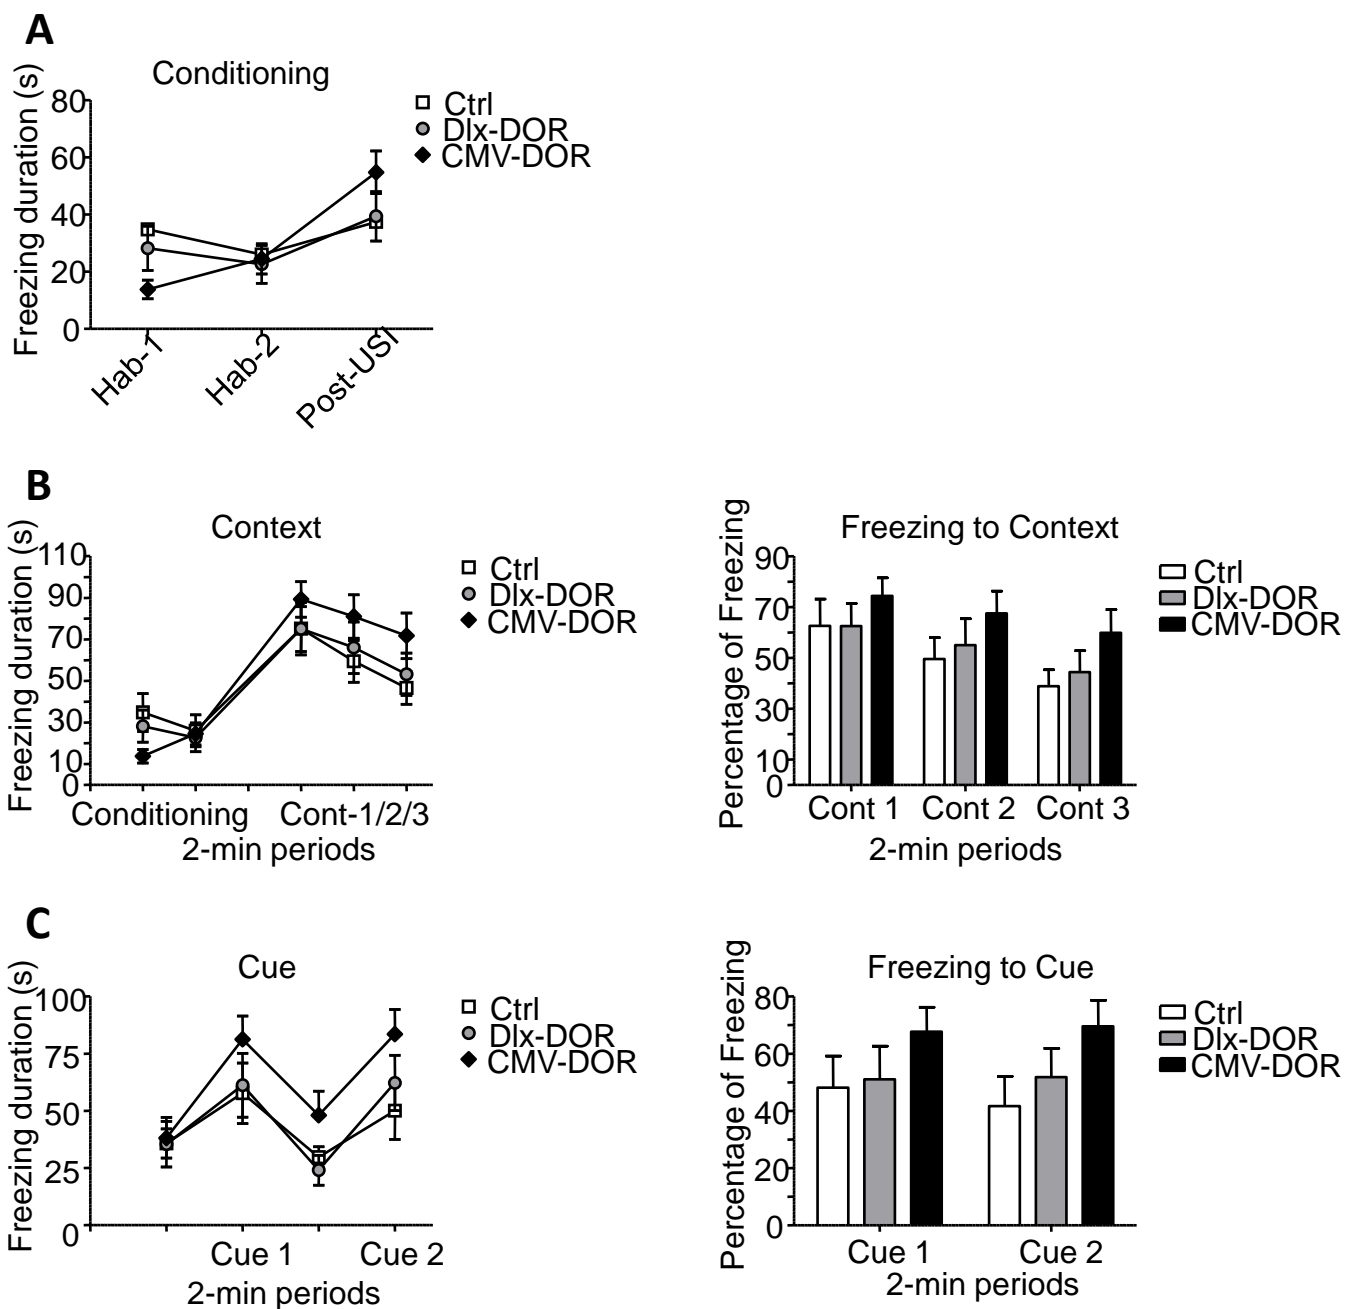 A
Conditioning
Freezing duration (s)
80
60
40
20
0
Hab-1
Hab-2
Post-USI
Ctrl
Dlx-DOR
CMV-DOR
B
Context
Freezing duration (s)
110
90
70
50
30
10
0
Conditioning
Cont-1/2/3
2-min periods
Ctrl
Dlx-DOR
CMV-DOR
Freezing to Context
Percentage of Freezing
90
70
50
30
10
0
Cont 1
Cont 2
Cont 3
2-min periods
Ctrl
Dlx-DOR
CMV-DOR
C
Cue
Freezing duration (s)
100
75
50
25
0
Cue 1
Cue 2
2-min periods
Ctrl
Dlx-DOR
CMV-DOR
Freezing to Cue
Percentage of Freezing
80
60
40
20
0
Cue 1
Cue 2
2-min periods
Ctrl
Dlx-DOR
CMV-DOR